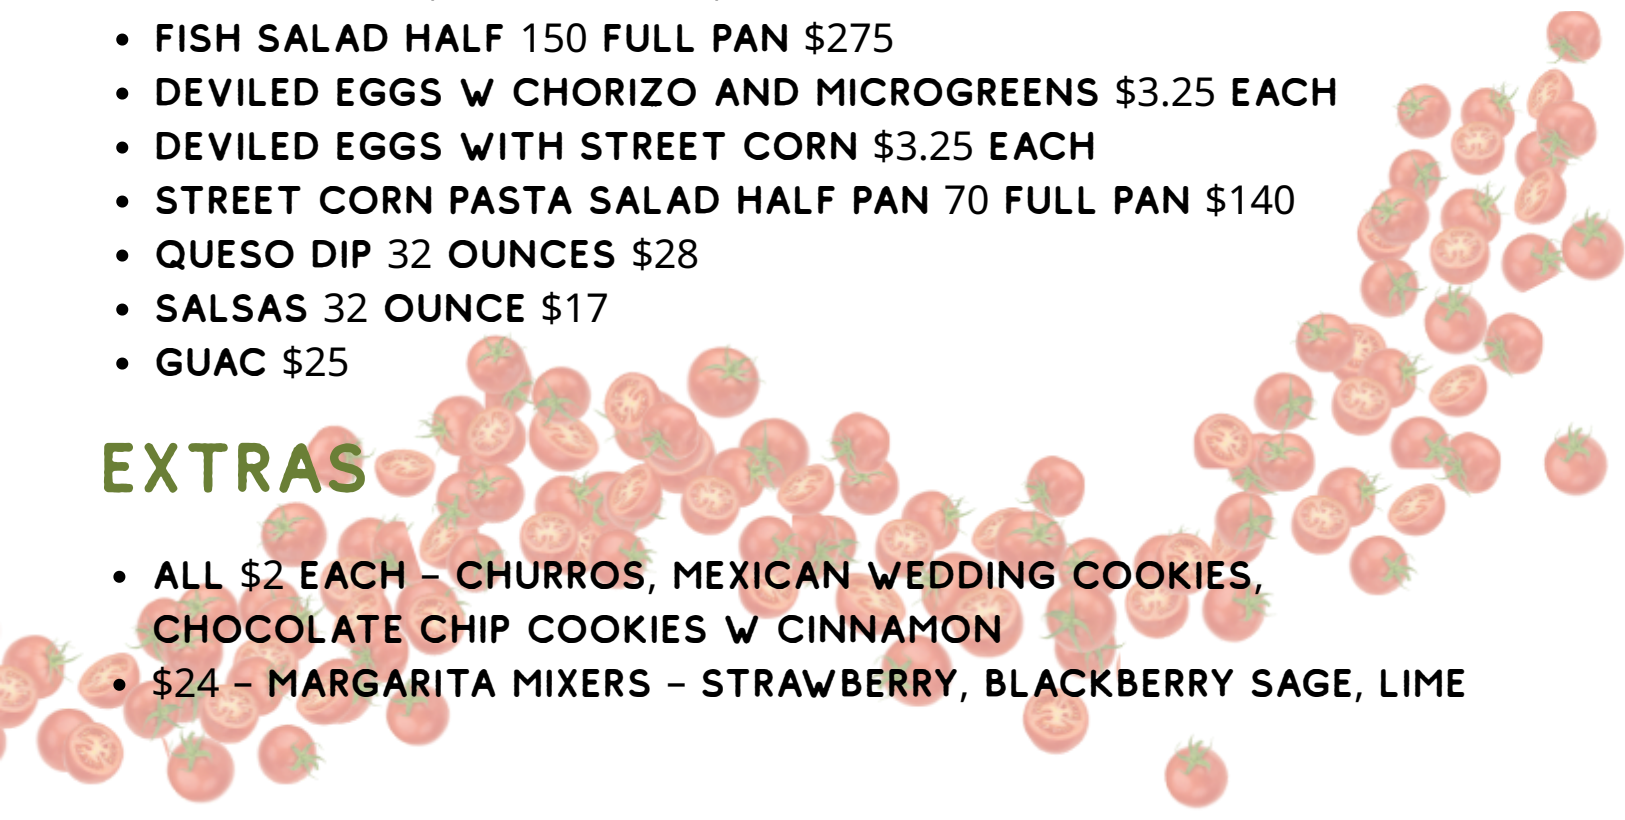 • FISH SALAD HALF 150 FULL PAN $275
• DEVILED EGGS W CHORIZO AND MICROGREENS $3.25 EACH
• DEVILED EGGS WITH STREET CORN $3.25 EACH
• STREET CORN PASTA SALAD HALF PAN 70 FULL PAN $140
• QUESO DIP 32 OUNCES $28
• SALSAS 32 OUNCE $17
• GUAC $25
EXTRAS
• ALL $2 EACH – CHURROS, MEXICAN WEDDING COOKIES,
CHOCOLATE CHIP COOKIES W CINNAMON
• $24 – MARGARITA MIXERS – STRAWBERRY, BLACKBERRY SAGE, LIME